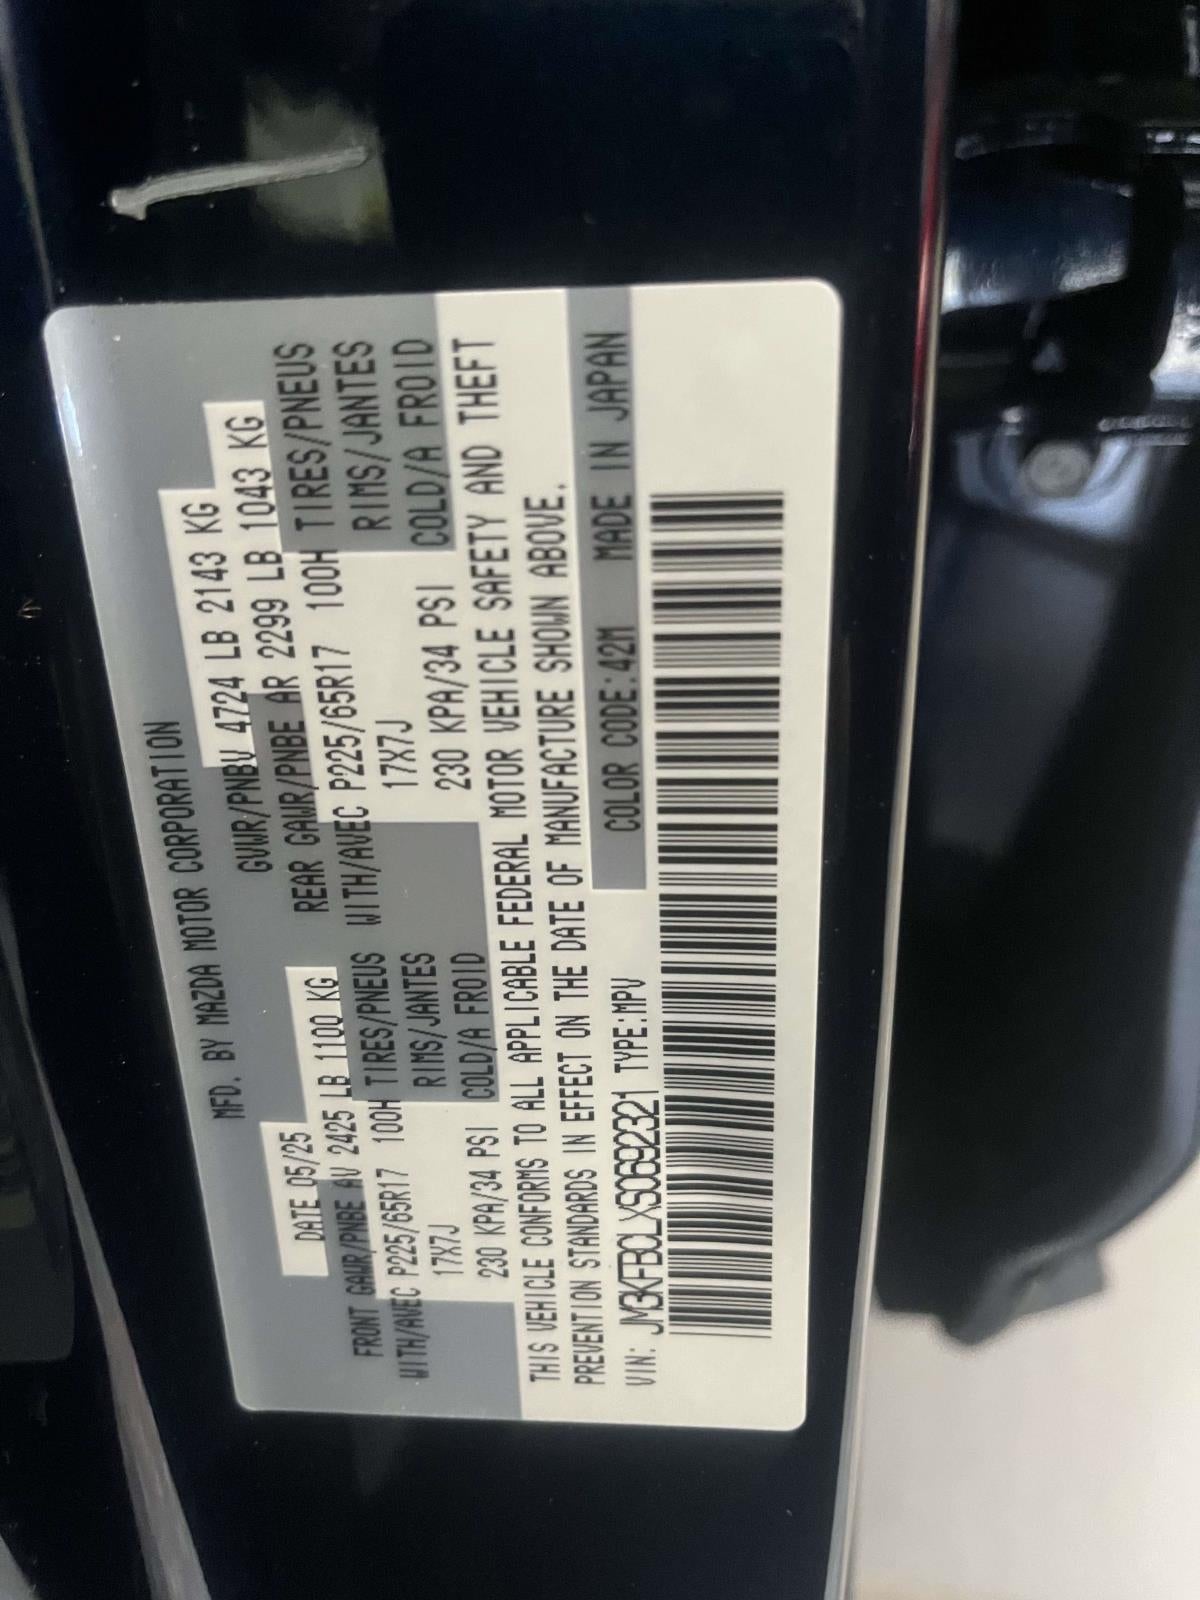 MFD. BY MAZDA MOTOR CORPORATION
DATE 05/25 GVWR/PNBV 4724 LB 2143 KG
FRONT GAWR/PNBE AV 2425 LB 1100 KG REAR GAWR/PNBE AR 2299 LB 1043 KG
WITH/AVEC P225/65R17 100H TIRES/PNEUS WITH/AVEC P225/65R17 100H TIRES/PNEUS
17X7J RIMS/JANTES 17X7J RIMS/JANTES
230 KPA/34 PSI COLD/A FROID 230 KPA/34 PSI COLD/A FROID
THIS VEHICLE CONFORMS TO ALL APPLICABLE FEDERAL MOTOR VEHICLE SAFETY AND THEFT
PREVENTION STANDARDS IN EFFECT ON THE DATE OF MANUFACTURE SHOWN ABOVE.
VIN: JM3KFBCLXS0692321 TYPE:MPV COLOR CODE:42M MADE IN JAPAN